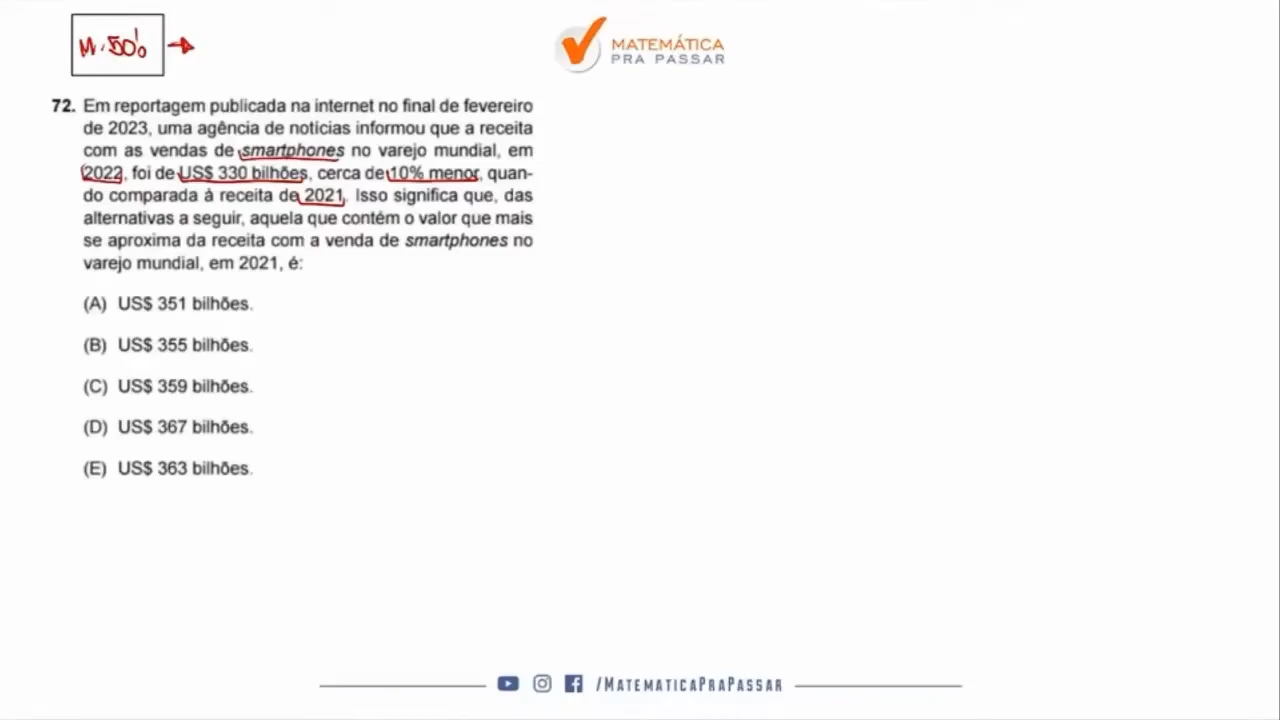 M.50%
MATEMÁTICA
PRA PASSAR
72. Em reportagem publicada na internet no final de fevereiro
de 2023, uma agência de notícias informou que a receita
com as vendas de smartphones no varejo mundial, em
2022, foi de US$ 330 bilhões, cerca de 10% menor, quan-
do comparada à receita de 2021. Isso significa que, das
alternativas a seguir, aquela que contém o valor que mais
se aproxima da receita com a venda de smartphones no
varejo mundial, em 2021, é:
(A) US$ 351 bilhões.
(B) US$ 355 bilhões.
(C) US$ 359 bilhões.
(D) US$ 367 bilhões.
(E) US$ 363 bilhões.
/MATEMATICAPRAPASSAR